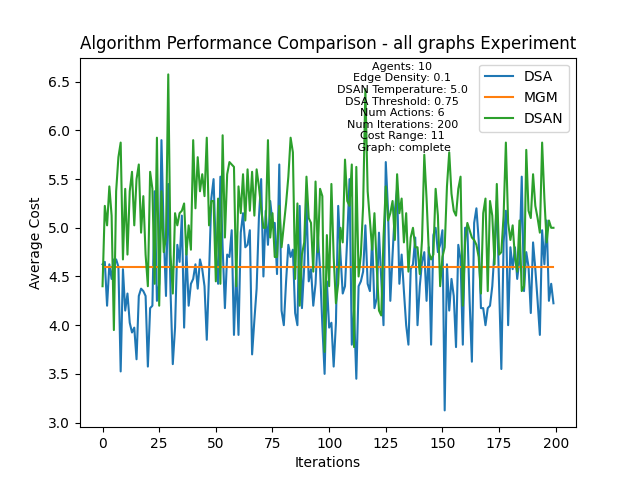 Algorithm Performance Comparison - all graphs Experiment
Agents: 10
Edge Density: 0.1
DSAN Temperature: 5.0
DSA Threshold: 0.75
Num Actions: 6
Num Iterations: 200
Cost Range: 11
Graph: complete
DSA
MGM
DSAN
Average Cost
6.5
6.0
5.5
5.0
4.5
4.0
3.5
3.0
0 25 50 75 100 125 150 175 200
Iterations